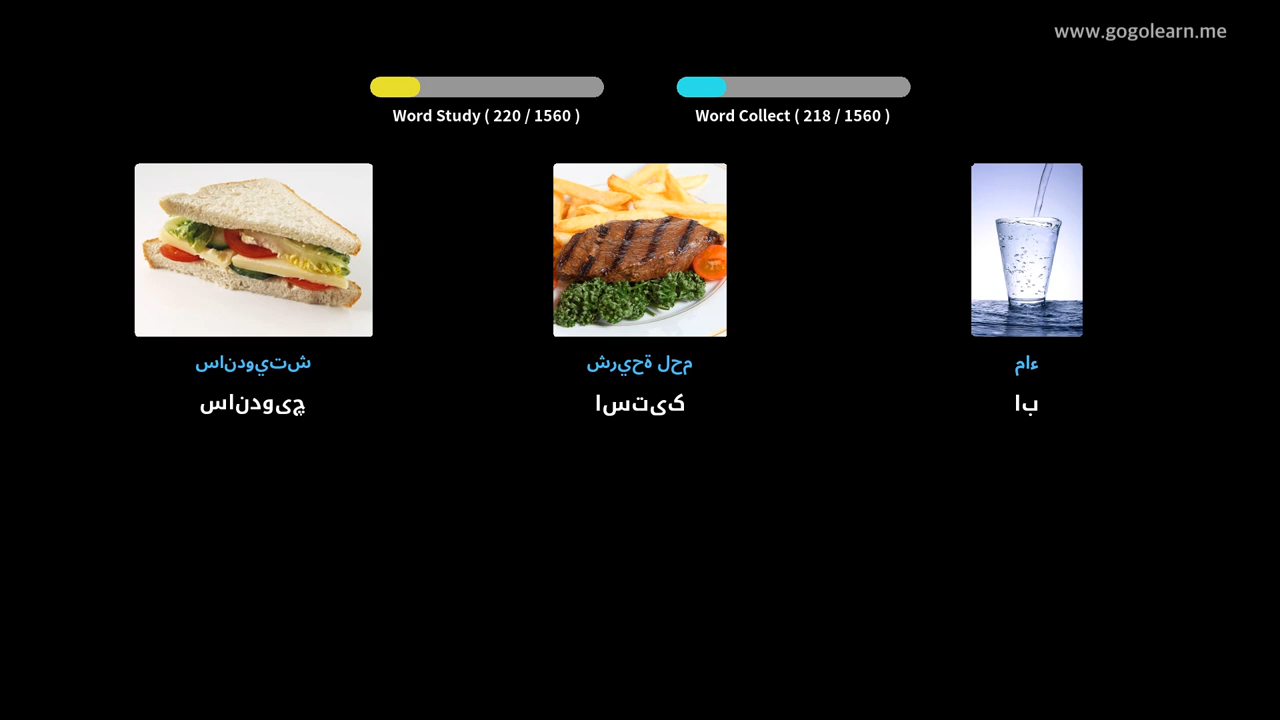 www.gogolearn.me
Word Study ( 220 / 1560 )
Word Collect ( 218 / 1560 )
شتيودناس
چیودناس
محل ةحيرش
کیتسا
ءام
با